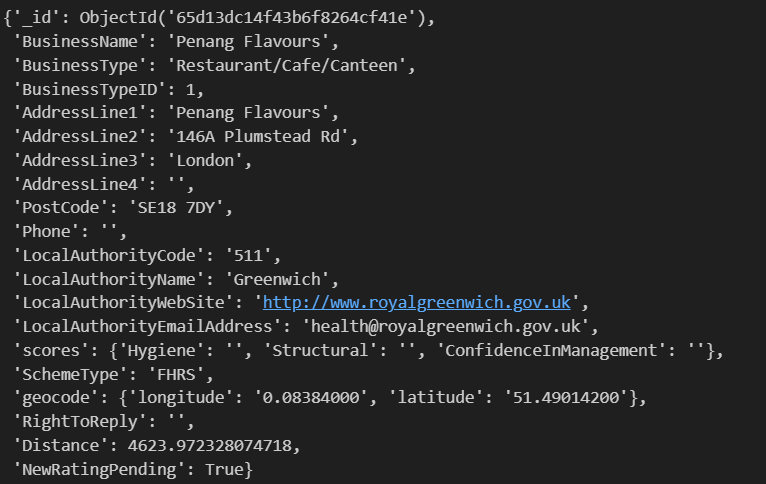 {'_id': ObjectId('65d13dc14f43b6f8264cf41e'),
'BusinessName': 'Penang Flavours',
'BusinessType': 'Restaurant/Cafe/Canteen',
'BusinessTypeID': 1,
'AddressLine1': 'Penang Flavours',
'AddressLine2': '146A Plumstead Rd',
'AddressLine3': 'London',
'AddressLine4': '',
'PostCode': 'SE18 7DY',
'Phone': '',
'LocalAuthorityCode': '511',
'LocalAuthorityName': 'Greenwich',
'LocalAuthorityWebSite': 'http://www.royalgreenwich.gov.uk',
'LocalAuthorityEmailAddress': 'health@royalgreenwich.gov.uk',
'scores': {'Hygiene': '', 'Structural': '', 'ConfidenceInManagement': ''},
'SchemeType': 'FHRS',
'geocode': {'longitude': '0.08384000', 'latitude': '51.49014200'},
'RightToReply': '',
'Distance': 4623.972328074718,
'NewRatingPending': True}